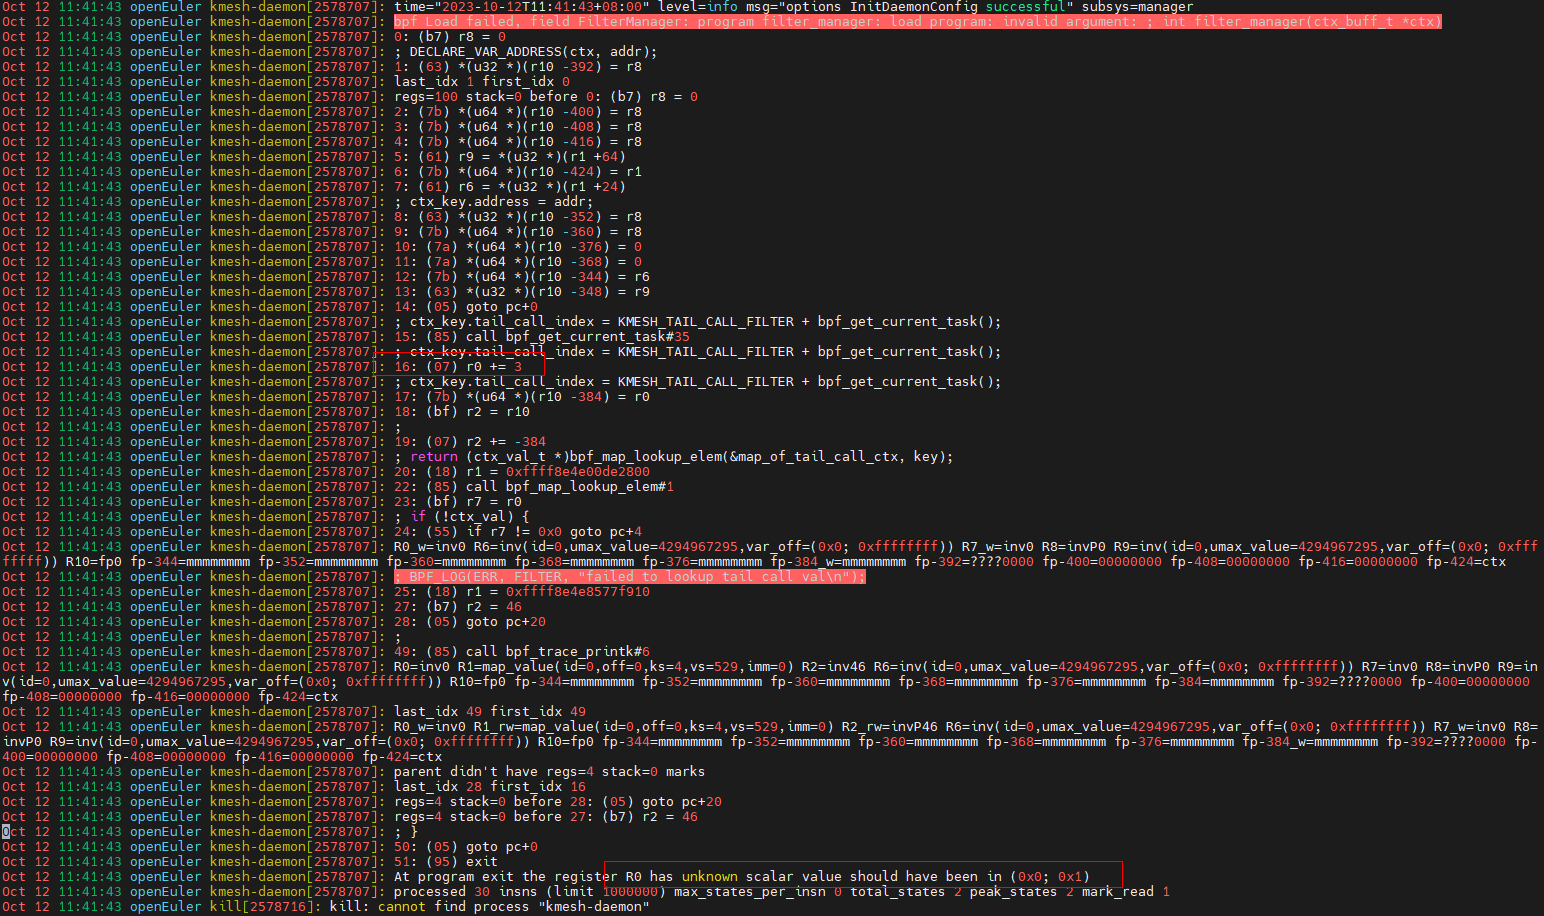 Oct 12 11:41:43 openEuler kmesh-daemon[2578707]: time="2023-10-12T11:41:43+08:00" level=info msg="options InitDaemonConfig successful" subsys=manager
Oct 12 11:41:43 openEuler kmesh-daemon[2578707]: bpf Load failed, field FilterManager: program filter_manager: load program: invalid argument: ; int filter_manager(ctx_buff_t *ctx)
Oct 12 11:41:43 openEuler kmesh-daemon[2578707]: 0: (b7) r8 = 0
Oct 12 11:41:43 openEuler kmesh-daemon[2578707]: ; DECLARE_VAR_ADDRESS(ctx, addr);
Oct 12 11:41:43 openEuler kmesh-daemon[2578707]: 1: (63) *(u32 *)(r10 -392) = r8
Oct 12 11:41:43 openEuler kmesh-daemon[2578707]: last_idx 1 first_idx 0
Oct 12 11:41:43 openEuler kmesh-daemon[2578707]: regs=100 stack=0 before 0: (b7) r8 = 0
Oct 12 11:41:43 openEuler kmesh-daemon[2578707]: 2: (7b) *(u64 *)(r10 -400) = r8
Oct 12 11:41:43 openEuler kmesh-daemon[2578707]: 3: (7b) *(u64 *)(r10 -408) = r8
Oct 12 11:41:43 openEuler kmesh-daemon[2578707]: 4: (7b) *(u64 *)(r10 -416) = r8
Oct 12 11:41:43 openEuler kmesh-daemon[2578707]: 5: (61) r9 = *(u32 *)(r1 +64)
Oct 12 11:41:43 openEuler kmesh-daemon[2578707]: 6: (7b) *(u64 *)(r10 -424) = r1
Oct 12 11:41:43 openEuler kmesh-daemon[2578707]: 7: (61) r6 = *(u32 *)(r1 +24)
Oct 12 11:41:43 openEuler kmesh-daemon[2578707]: ; ctx_key.address = addr;
Oct 12 11:41:43 openEuler kmesh-daemon[2578707]: 8: (63) *(u32 *)(r10 -352) = r8
Oct 12 11:41:43 openEuler kmesh-daemon[2578707]: 9: (7b) *(u64 *)(r10 -360) = r8
Oct 12 11:41:43 openEuler kmesh-daemon[2578707]: 10: (7a) *(u64 *)(r10 -376) = 0
Oct 12 11:41:43 openEuler kmesh-daemon[2578707]: 11: (7a) *(u64 *)(r10 -368) = 0
Oct 12 11:41:43 openEuler kmesh-daemon[2578707]: 12: (7b) *(u64 *)(r10 -344) = r6
Oct 12 11:41:43 openEuler kmesh-daemon[2578707]: 13: (63) *(u32 *)(r10 -348) = r9
Oct 12 11:41:43 openEuler kmesh-daemon[2578707]: 14: (05) goto pc+0
Oct 12 11:41:43 openEuler kmesh-daemon[2578707]: ; ctx_key.tail_call_index = KMESH_TAIL_CALL_FILTER + bpf_get_current_task();
Oct 12 11:41:43 openEuler kmesh-daemon[2578707]: 15: (85) call bpf_get_current_task#35
Oct 12 11:41:43 openEuler kmesh-daemon[2578707]: ; ctx_key.tail_call_index = KMESH_TAIL_CALL_FILTER + bpf_get_current_task();
Oct 12 11:41:43 openEuler kmesh-daemon[2578707]: 16: (07) r0 += 3
Oct 12 11:41:43 openEuler kmesh-daemon[2578707]: ; ctx_key.tail_call_index = KMESH_TAIL_CALL_FILTER + bpf_get_current_task();
Oct 12 11:41:43 openEuler kmesh-daemon[2578707]: 17: (7b) *(u64 *)(r10 -384) = r0
Oct 12 11:41:43 openEuler kmesh-daemon[2578707]: 18: (bf) r2 = r10
Oct 12 11:41:43 openEuler kmesh-daemon[2578707]: ;
Oct 12 11:41:43 openEuler kmesh-daemon[2578707]: 19: (07) r2 += -384
Oct 12 11:41:43 openEuler kmesh-daemon[2578707]: ; return (ctx_val_t *)bpf_map_lookup_elem(&map_of_tail_call_ctx, key);
Oct 12 11:41:43 openEuler kmesh-daemon[2578707]: 20: (18) r1 = 0xffff8e4e00de2800
Oct 12 11:41:43 openEuler kmesh-daemon[2578707]: 22: (85) call bpf_map_lookup_elem#1
Oct 12 11:41:43 openEuler kmesh-daemon[2578707]: 23: (bf) r7 = r0
Oct 12 11:41:43 openEuler kmesh-daemon[2578707]: ; if (!ctx_val) {
Oct 12 11:41:43 openEuler kmesh-daemon[2578707]: 24: (55) if r7 != 0x0 goto pc+4
Oct 12 11:41:43 openEuler kmesh-daemon[2578707]: R0_w=inv0 R6=inv(id=0,umax_value=4294967295,var_off=(0x0; 0xffffffff)) R7_w=inv0 R8=invP0 R9=inv(id=0,umax_value=4294967295,var_off=(0x0; 0xfff
fffff)) R10=fp0 fp-344=mmmmmmmm fp-352=mmmmmmmm fp-360=mmmmmmmm fp-368=mmmmmmmm fp-376=mmmmmmmm fp-384_w=mmmmmmmm fp-392=????0000 fp-400=00000000 fp-408=00000000 fp-416=00000000 fp-424=ctx
Oct 12 11:41:43 openEuler kmesh-daemon[2578707]: ; BPF_LOG(ERR, FILTER, "failed to lookup tail call val\n");
Oct 12 11:41:43 openEuler kmesh-daemon[2578707]: 25: (18) r1 = 0xffff8e4e8577f910
Oct 12 11:41:43 openEuler kmesh-daemon[2578707]: 27: (b7) r2 = 46
Oct 12 11:41:43 openEuler kmesh-daemon[2578707]: 28: (05) goto pc+20
Oct 12 11:41:43 openEuler kmesh-daemon[2578707]: ;
Oct 12 11:41:43 openEuler kmesh-daemon[2578707]: 49: (85) call bpf_trace_printk#6
Oct 12 11:41:43 openEuler kmesh-daemon[2578707]: R0=inv0 R1=map_value(id=0,off=0,ks=4,vs=529,imm=0) R2=inv46 R6=inv(id=0,umax_value=4294967295,var_off=(0x0; 0xffffffff)) R7=inv0 R8=invP0 R9=in
v(id=0,umax_value=4294967295,var_off=(0x0; 0xffffffff)) R10=fp0 fp-344=mmmmmmmm fp-352=mmmmmmmm fp-360=mmmmmmmm fp-368=mmmmmmmm fp-376=mmmmmmmm fp-384=mmmmmmmm fp-392=????0000 fp-400=00000000
fp-408=00000000 fp-416=00000000 fp-424=ctx
Oct 12 11:41:43 openEuler kmesh-daemon[2578707]: last_idx 49 first_idx 49
Oct 12 11:41:43 openEuler kmesh-daemon[2578707]: R0_w=inv0 R1_rw=map_value(id=0,off=0,ks=4,vs=529,imm=0) R2_rw=invP46 R6=inv(id=0,umax_value=4294967295,var_off=(0x0; 0xffffffff)) R7_w=inv0 R8=
invP0 R9=inv(id=0,umax_value=4294967295,var_off=(0x0; 0xffffffff)) R10=fp0 fp-344=mmmmmmmm fp-352=mmmmmmmm fp-360=mmmmmmmm fp-368=mmmmmmmm fp-376=mmmmmmmm fp-384_w=mmmmmmmm fp-392=????0000 fp-
400=00000000 fp-408=00000000 fp-416=00000000 fp-424=ctx
Oct 12 11:41:43 openEuler kmesh-daemon[2578707]: parent didn't have regs=4 stack=0 marks
Oct 12 11:41:43 openEuler kmesh-daemon[2578707]: last_idx 28 first_idx 16
Oct 12 11:41:43 openEuler kmesh-daemon[2578707]: regs=4 stack=0 before 28: (05) goto pc+20
Oct 12 11:41:43 openEuler kmesh-daemon[2578707]: regs=4 stack=0 before 27: (b7) r2 = 46
Oct 12 11:41:43 openEuler kmesh-daemon[2578707]: ; }
Oct 12 11:41:43 openEuler kmesh-daemon[2578707]: 50: (05) goto pc+0
Oct 12 11:41:43 openEuler kmesh-daemon[2578707]: 51: (95) exit
Oct 12 11:41:43 openEuler kmesh-daemon[2578707]: At program exit the register R0 has unknown scalar value should have been in (0x0; 0x1)
Oct 12 11:41:43 openEuler kmesh-daemon[2578707]: processed 30 insns (limit 1000000) max_states_per_insn 0 total_states 2 peak_states 2 mark_read 1
Oct 12 11:41:43 openEuler kill[2578716]: kill: cannot find process "kmesh-daemon"